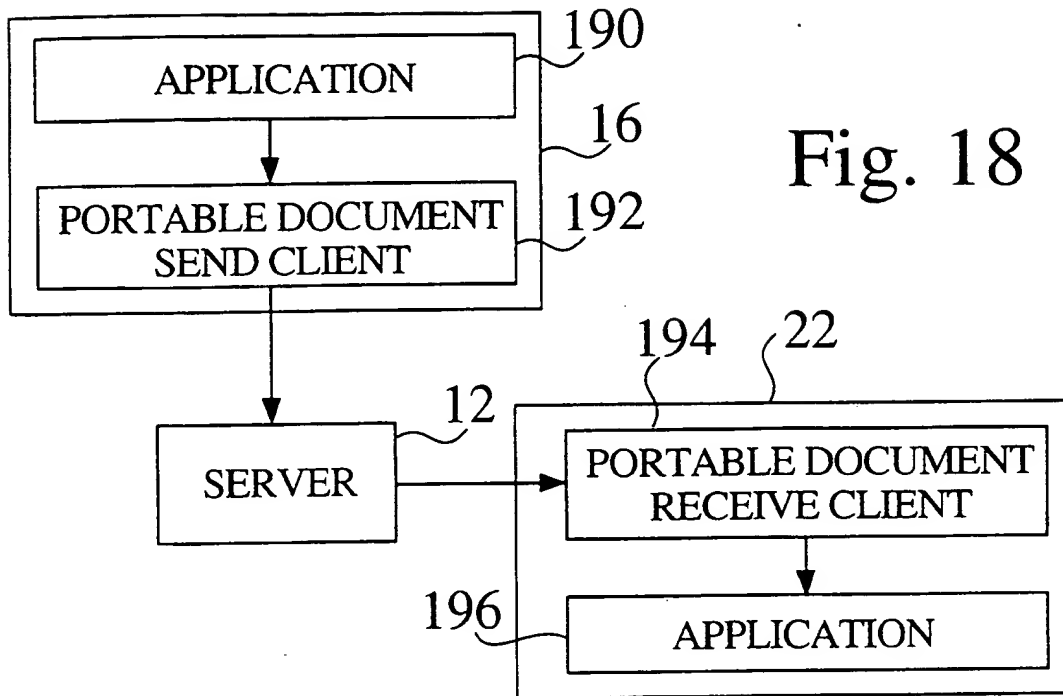 190
APPLICATION
16
Fig. 18
PORTABLE DOCUMENT
SEND CLIENT
192
194
22
12
SERVER
PORTABLE DOCUMENT
RECEIVE CLIENT
196
APPLICATION